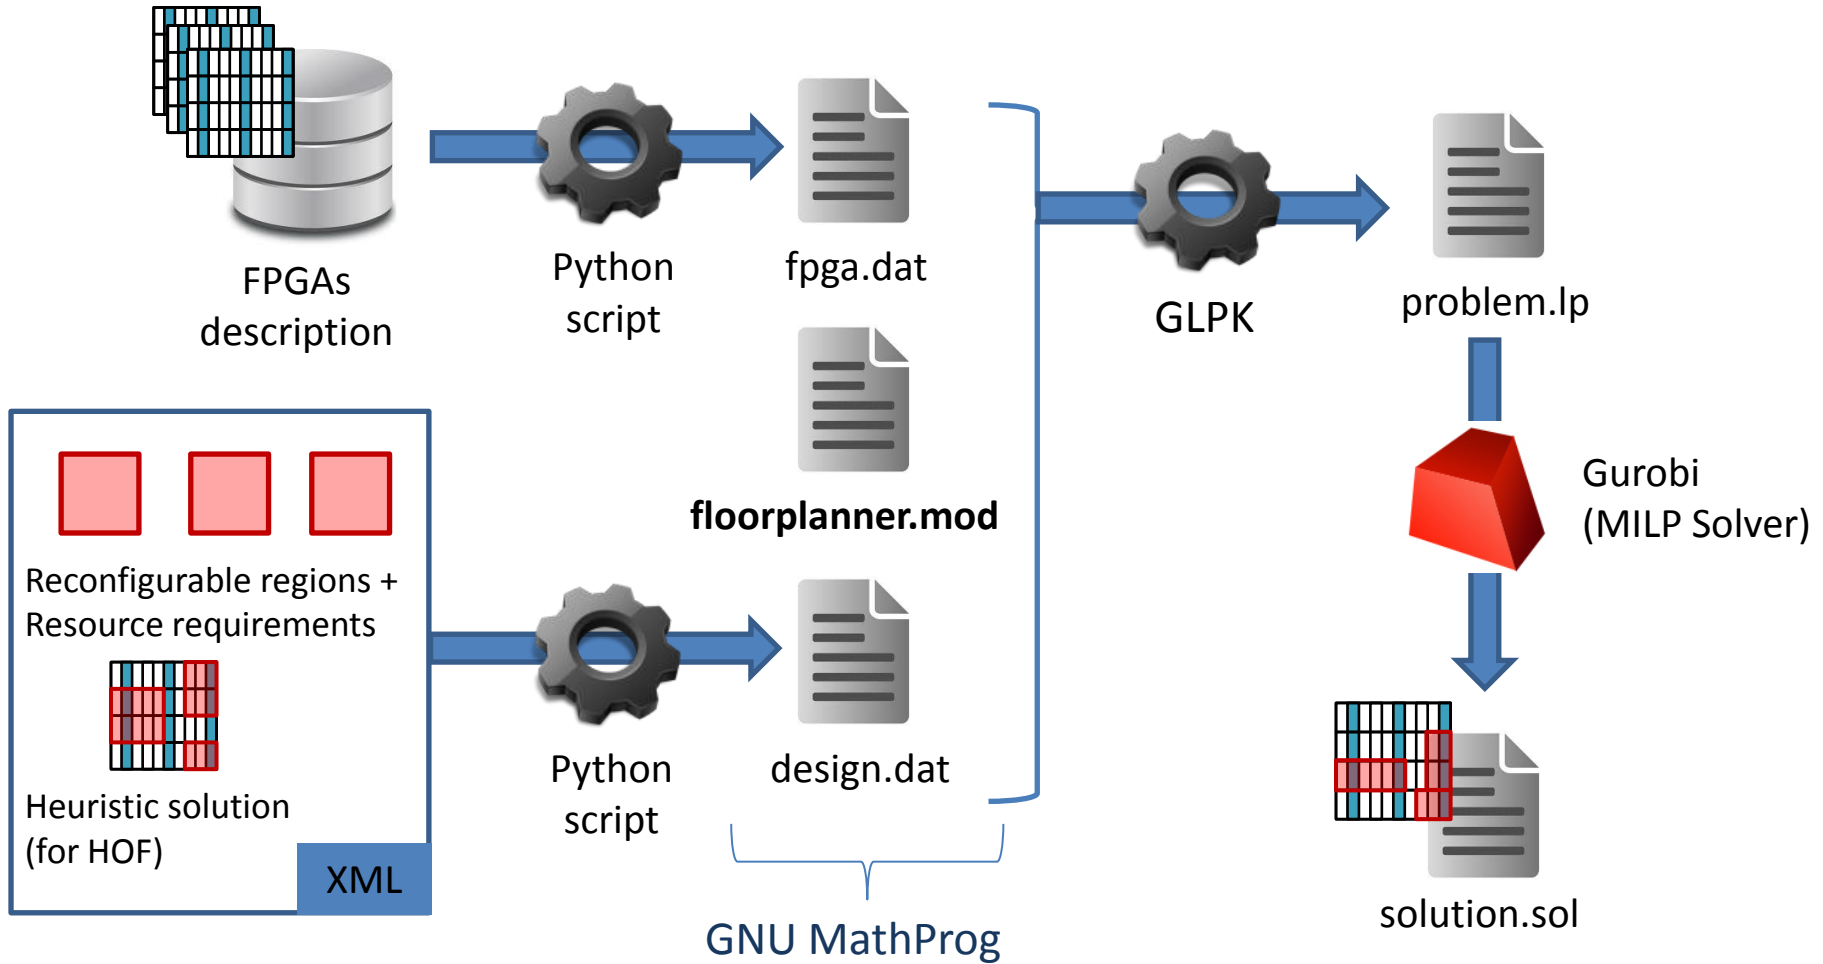 FPGAs
description
Python
script
fpga.dat
GLPK
problem.lp
floorplanner.mod
Gurobi
(MILP Solver)
Reconfigurable regions +
Resource requirements
Heuristic solution
(for HOF)
XML
Python
script
design.dat
GNU MathProg
solution.sol